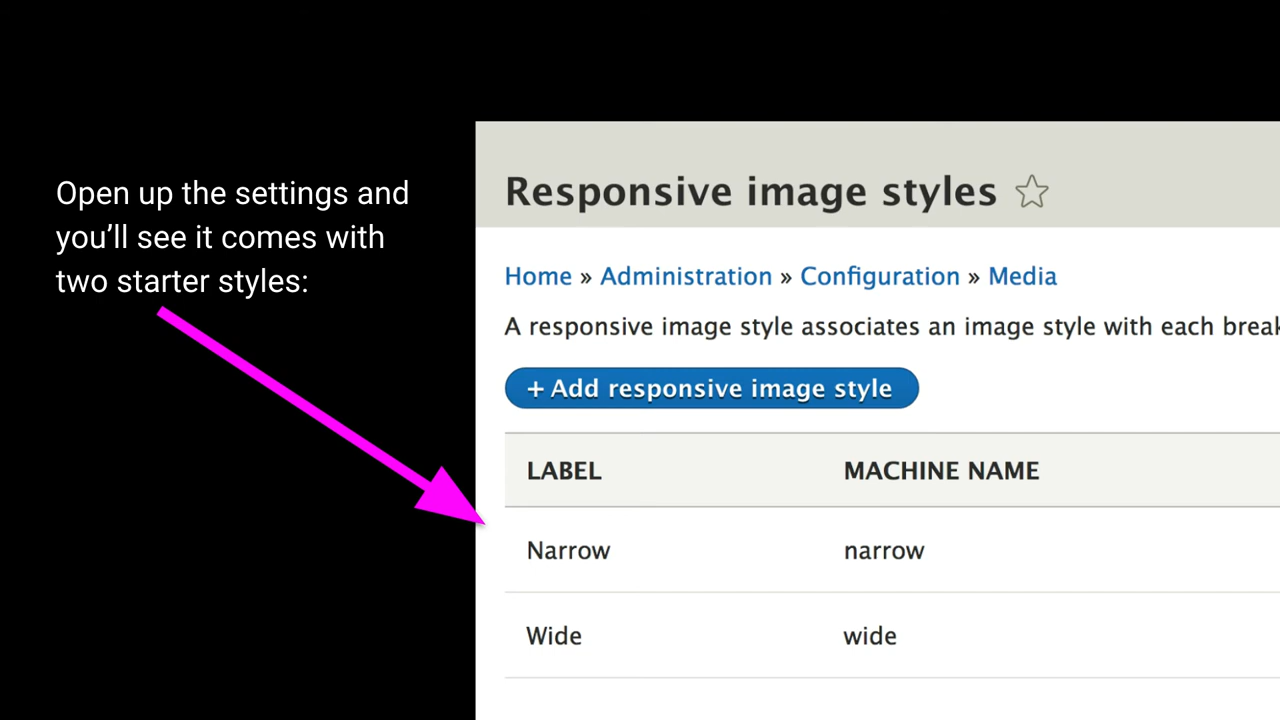 Open up the settings and
you’ll see it comes with
two starter styles:
Responsive image styles
Home » Administration » Configuration » Media
A responsive image style associates an image style with each break
+ Add responsive image style
LABEL MACHINE NAME
Narrow narrow
Wide wide